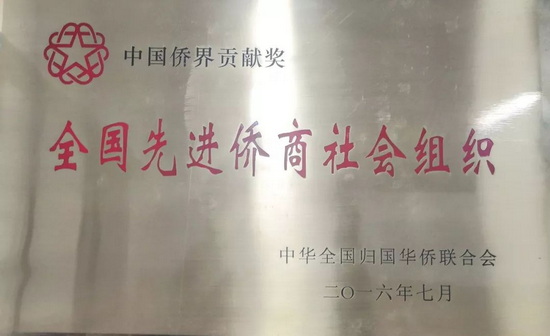 中国侨界贡献奖
全国先进侨商社会组织
中华全国归国华侨联合会
二〇一六年七月